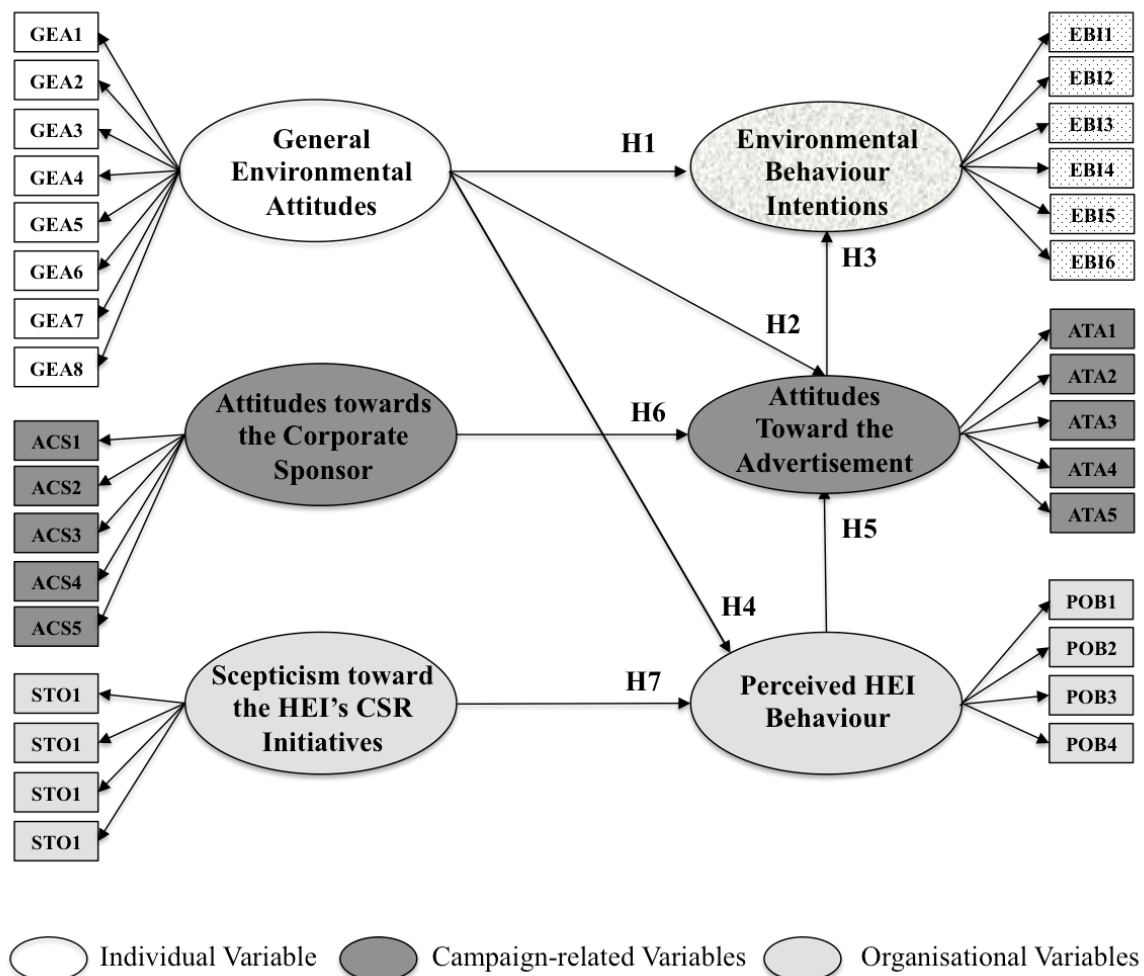 GEA1
GEA2
GEA3
GEA4
GEA5
GEA6
GEA7
GEA8
General
Environmental
Attitudes
H1
Environmental
Behaviour
Intentions
EBI1
EBI2
EBI3
EBI4
EBI5
EBI6
H3
H2
ACS1
ACS2
ACS3
ACS4
ACS5
Attitudes towards
the Corporate
Sponsor
H6
Attitudes
Toward the
Advertisement
ATA1
ATA2
ATA3
ATA4
ATA5
H5
H4
STO1
STO1
STO1
STO1
Scepticism toward
the HEI’s CSR
Initiatives
H7
Perceived HEI
Behaviour
POB1
POB2
POB3
POB4
Individual Variable
Campaign-related Variables
Organisational Variables